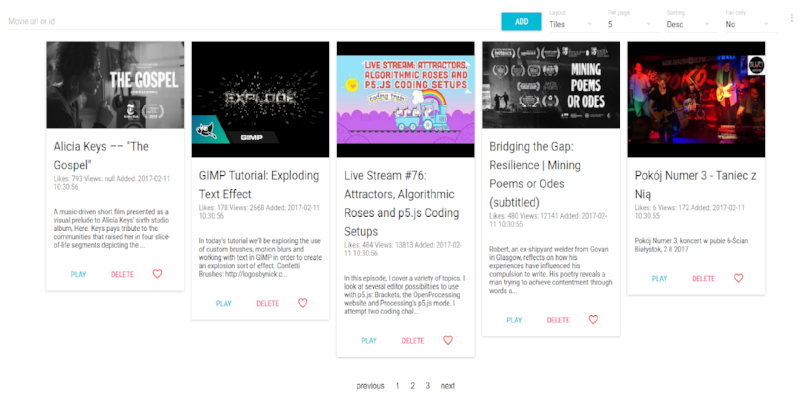 Movie url or id
ADD
Layout
Tiles
Per page
5
Sorting
Desc
Fav only
No
THE
GOSPEL
Alicia Keys –– "The
Gospel"
Likes: 793 Views: null Added: 2017-02-11
10:30:56
A music-driven short film presented as a
visual prelude to Alicia Keys' sixth studio
album, Here. Keys pays tribute to the
communities that raised her in four slice-
of-life segments depicting the ...
PLAY
DELETE
EXPLODE
GIMP
GIMP Tutorial: Exploding
Text Effect
Likes: 178 Views: 2668 Added: 2017-02-11
10:30:56
In today's tutorial we'll be exploring the use
of custom brushes, motion blurs and
working with text in GIMP in order to create
an explosion sort of effect. Confetti
Brushes: http://logosbynick.c...
PLAY
DELETE
LIVE STREAM: ATTRACTORS,
ALGORITHMIC ROSES AND
P5.JS CODING SETUPS
coding train
Live Stream #76:
Attractors, Algorithmic
Roses and p5.js Coding
Setups
Likes: 484 Views: 13813 Added: 2017-02-11
10:30:56
In this episode, I cover a variety of topics. I
look at several editor possibilties to use
with p5.js: Brackets, the OpenProcessing
website and Processing's p5.js mode. I
attempt two coding chal...
PLAY
DELETE
MINING
POEMS
OR ODES
Bridging the Gap:
Resilience | Mining
Poems or Odes
(subtitled)
Likes: 480 Views: 12141 Added: 2017-02-
11 10:30:55
Robert, an ex-shipyard welder from Govan
in Glasgow, reflects on how his
experiences have influenced his
compulsion to write. His poetry reveals a
man trying to achieve contentment through
words a...
PLAY
DELETE
Pokój Numer 3 - Taniec z
Nią
Likes: 6 Views: 172 Added: 2017-02-11
10:30:55
Pokój Numer 3, koncert w pubie 6-Ścian
Białystok, 2 II 2017
PLAY
DELETE
previous 1 2 3 next